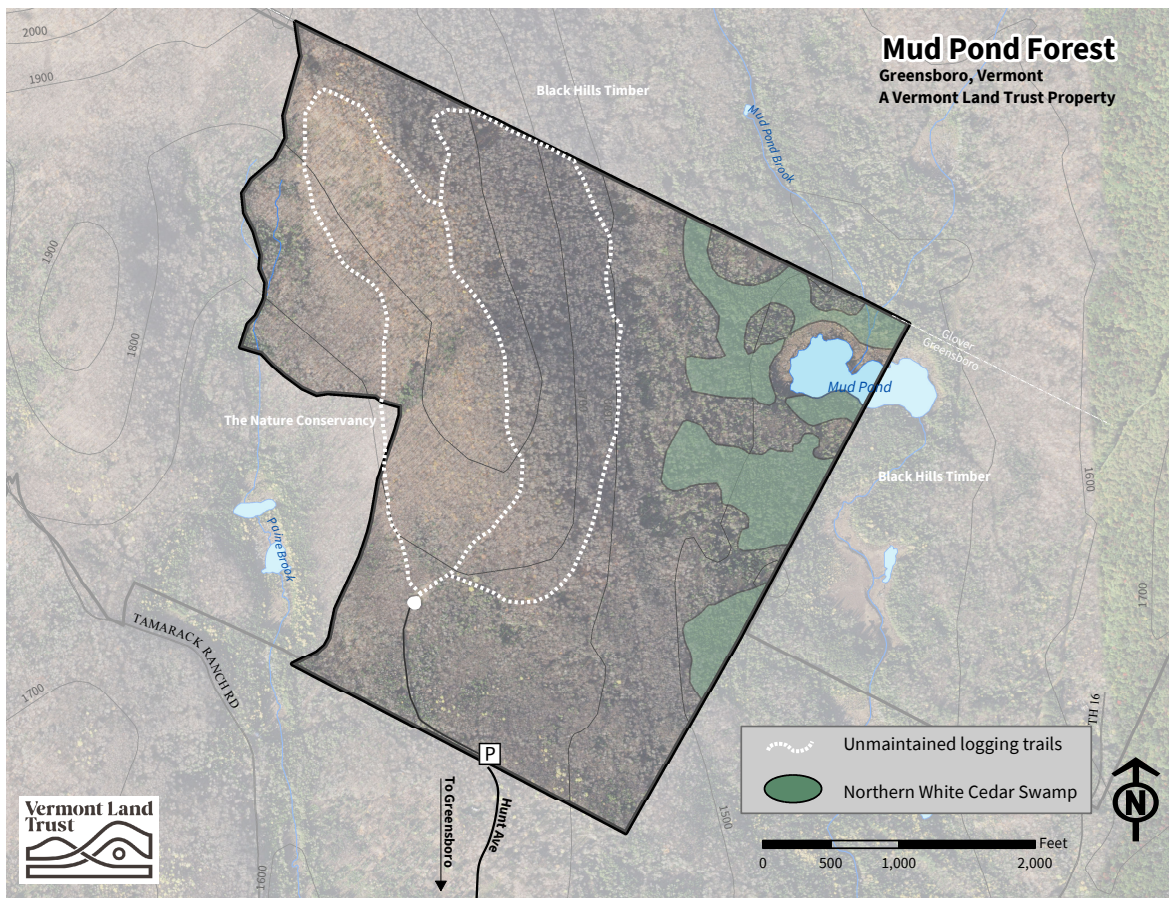 2000
1900
Mud Pond Forest
Greensboro, Vermont
A Vermont Land Trust Property
Black Hills Timber
Mud Pond Brook
1900
1800
Glover
Greensboro
Mud Pond
The Nature Conservancy
Black Hills Timber
1600
Paine Brook
1700
TAMARACK RANCH RD
1700
TH 16
P
Unmaintained logging trails
Northern White Cedar Swamp
To Greensboro
Hunt Ave
1500
N
Vermont Land
Trust
Feet
0 500 1,000 2,000
1600